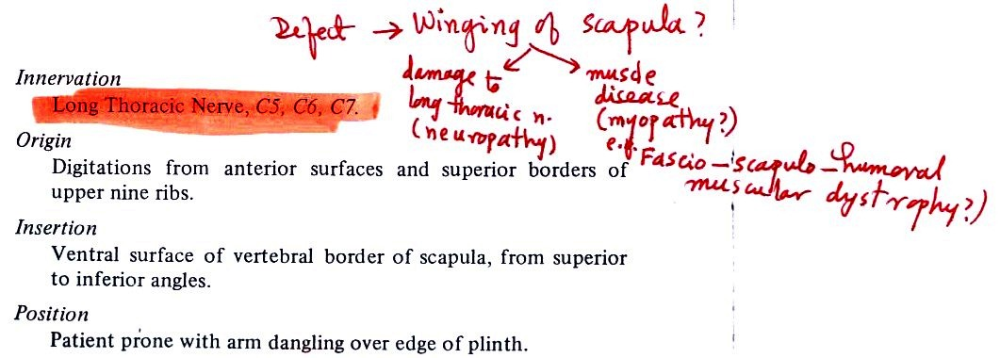 Defect → Winging of scapula?
damage to
long thoracic n.
(neuropathy)
muscle
disease
(myopathy?)
e.g. Fascio-scapulo-humoral
muscular dystrophy?)
Innervation
Long Thoracic Nerve, C5, C6, C7.
Origin
Digitations from anterior surfaces and superior borders of
upper nine ribs.
Insertion
Ventral surface of vertebral border of scapula, from superior
to inferior angles.
Position
Patient prone with arm dangling over edge of plinth.